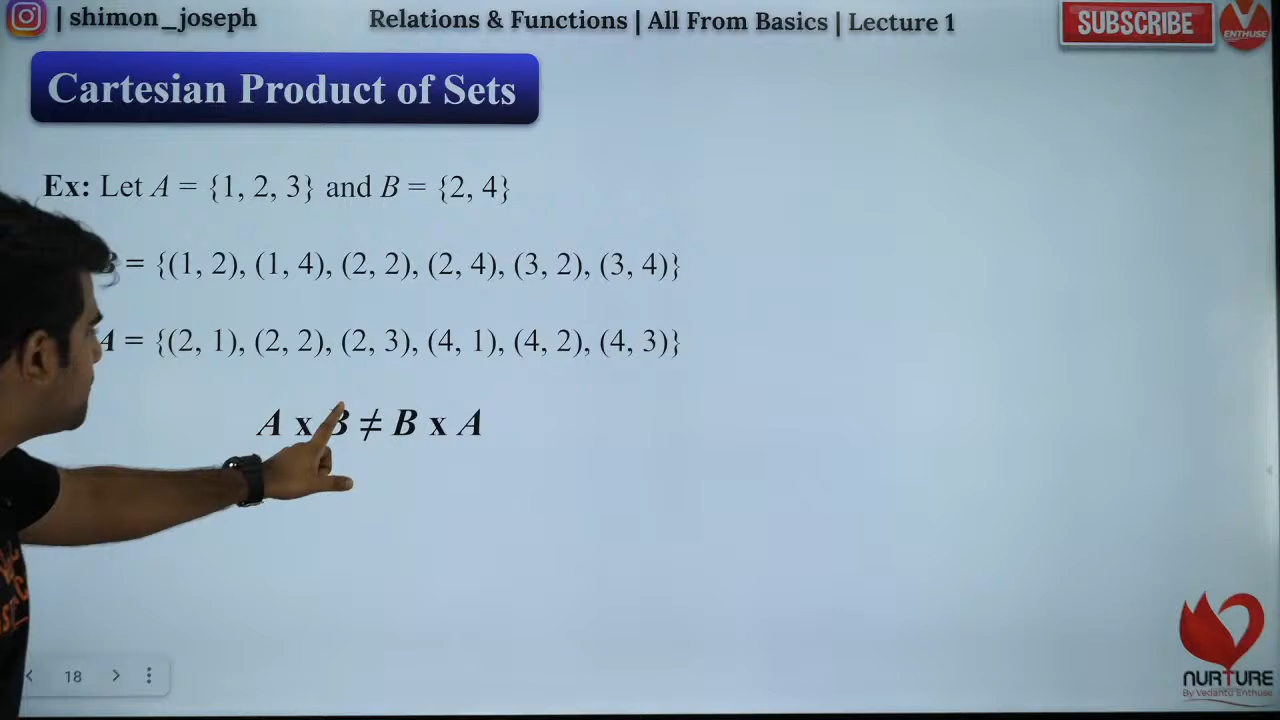 | shimon_joseph
Relations & Functions | All From Basics | Lecture 1
SUBSCRIBE
ENTHUSE
Cartesian Product of Sets
Ex: Let A = {1, 2, 3} and B = {2, 4}
B = {(1, 2), (1, 4), (2, 2), (2, 4), (3, 2), (3, 4)}
A = {(2, 1), (2, 2), (2, 3), (4, 1), (4, 2), (4, 3)}
A x B ≠ B x A
18
NURTURE
By Vedantu Enthuse